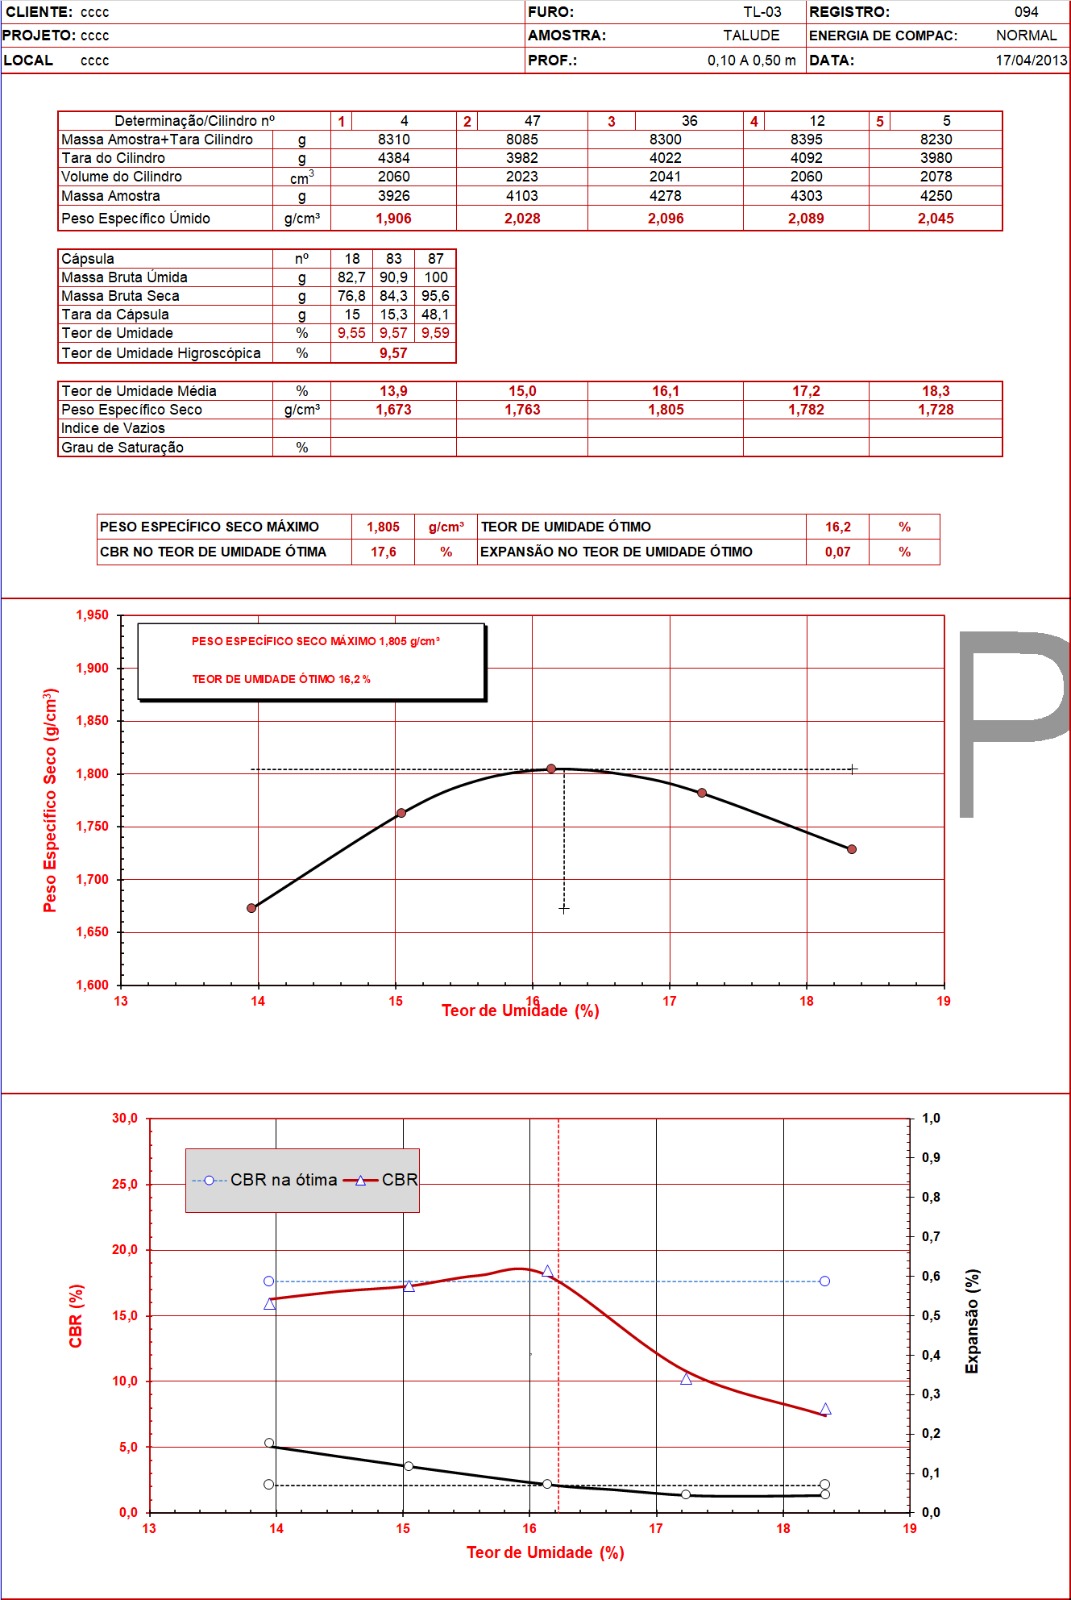 CLIENTE: cccc FURO: TL-03 REGISTRO: 094
PROJETO: cccc AMOSTRA: TALUDE ENERGIA DE COMPAC: NORMAL
LOCAL cccc PROF.: 0,10 A 0,50 m DATA: 17/04/2013
Determinação/Cilindro nº 1 4 2 47 3 36 4 12 5 5
Massa Amostra+Tara Cilindro g 8310 8085 8300 8395 8230
Tara do Cilindro g 4384 3982 4022 4092 3980
Volume do Cilindro cm³ 2060 2023 2041 2060 2078
Massa Amostra g 3926 4103 4278 4303 4250
Peso Específico Úmido g/cm³ 1,906 2,028 2,096 2,089 2,045
Cápsula nº 18 83 87
Massa Bruta Úmida g 82,7 90,9 100
Massa Bruta Seca g 76,8 84,3 95,6
Tara da Cápsula g 15 15,3 48,1
Teor de Umidade % 9,55 9,57 9,59
Teor de Umidade Higroscópica % 9,57
Teor de Umidade Média % 13,9 15,0 16,1 17,2 18,3
Peso Específico Seco g/cm³ 1,673 1,763 1,805 1,782 1,728
Indice de Vazios
Grau de Saturação %
PESO ESPECÍFICO SECO MÁXIMO 1,805 g/cm³ TEOR DE UMIDADE ÓTIMO 16,2 %
CBR NO TEOR DE UMIDADE ÓTIMA 17,6 % EXPANSÃO NO TEOR DE UMIDADE ÓTIMO 0,07 %
P
Peso Específico Seco (g/cm³)
1,950
1,900
1,850
1,800
1,750
1,700
1,650
1,600
PESO ESPECÍFICO SECO MÁXIMO 1,805 g/cm³
TEOR DE UMIDADE ÓTIMO 16,2 %
13 14 15 16 17 18 19
Teor de Umidade (%)
CBR (%)
30,0
25,0
20,0
15,0
10,0
5,0
0,0
CBR na ótima CBR
1,0
0,9
0,8
0,7
0,6
0,5
0,4
0,3
0,2
0,1
0,0
Expansão (%)
13 14 15 16 17 18 19
Teor de Umidade (%)